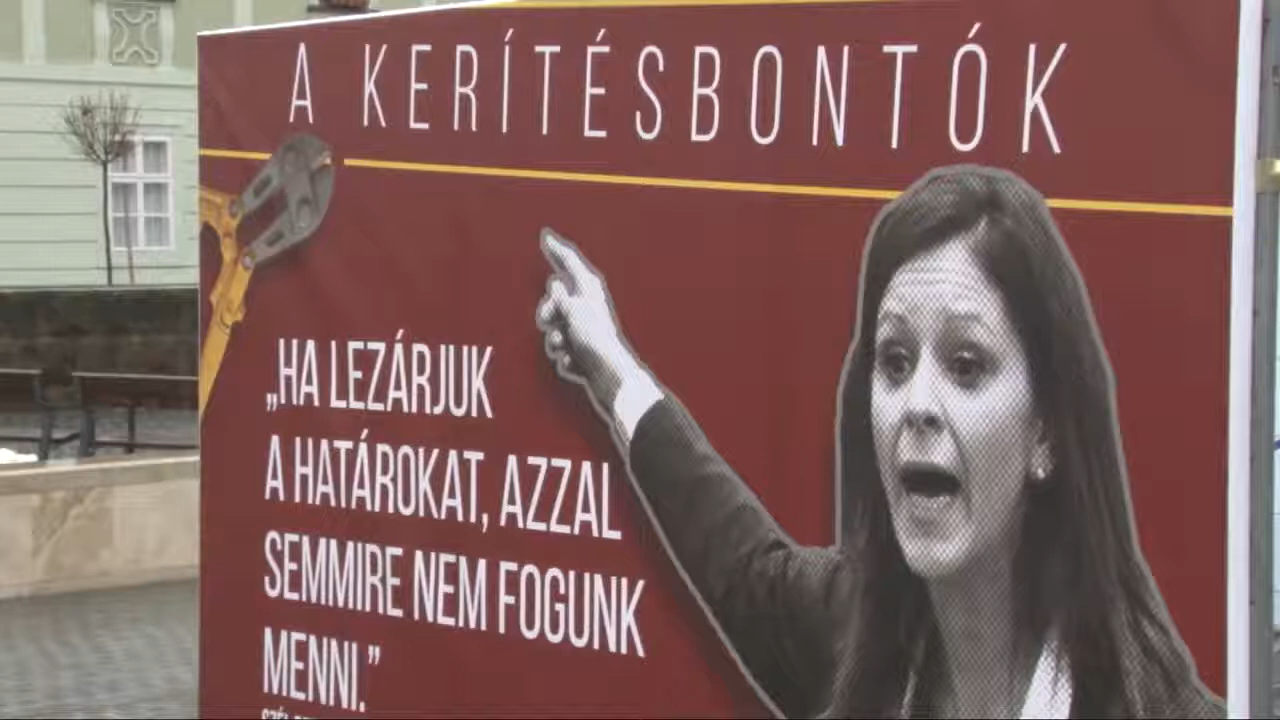 A KERÍTÉSBONTÓK
„HA LEZÁRJUK
A HATÁROKAT, AZZAL
SEMMIRE NEM FOGUNK
MENNI.”